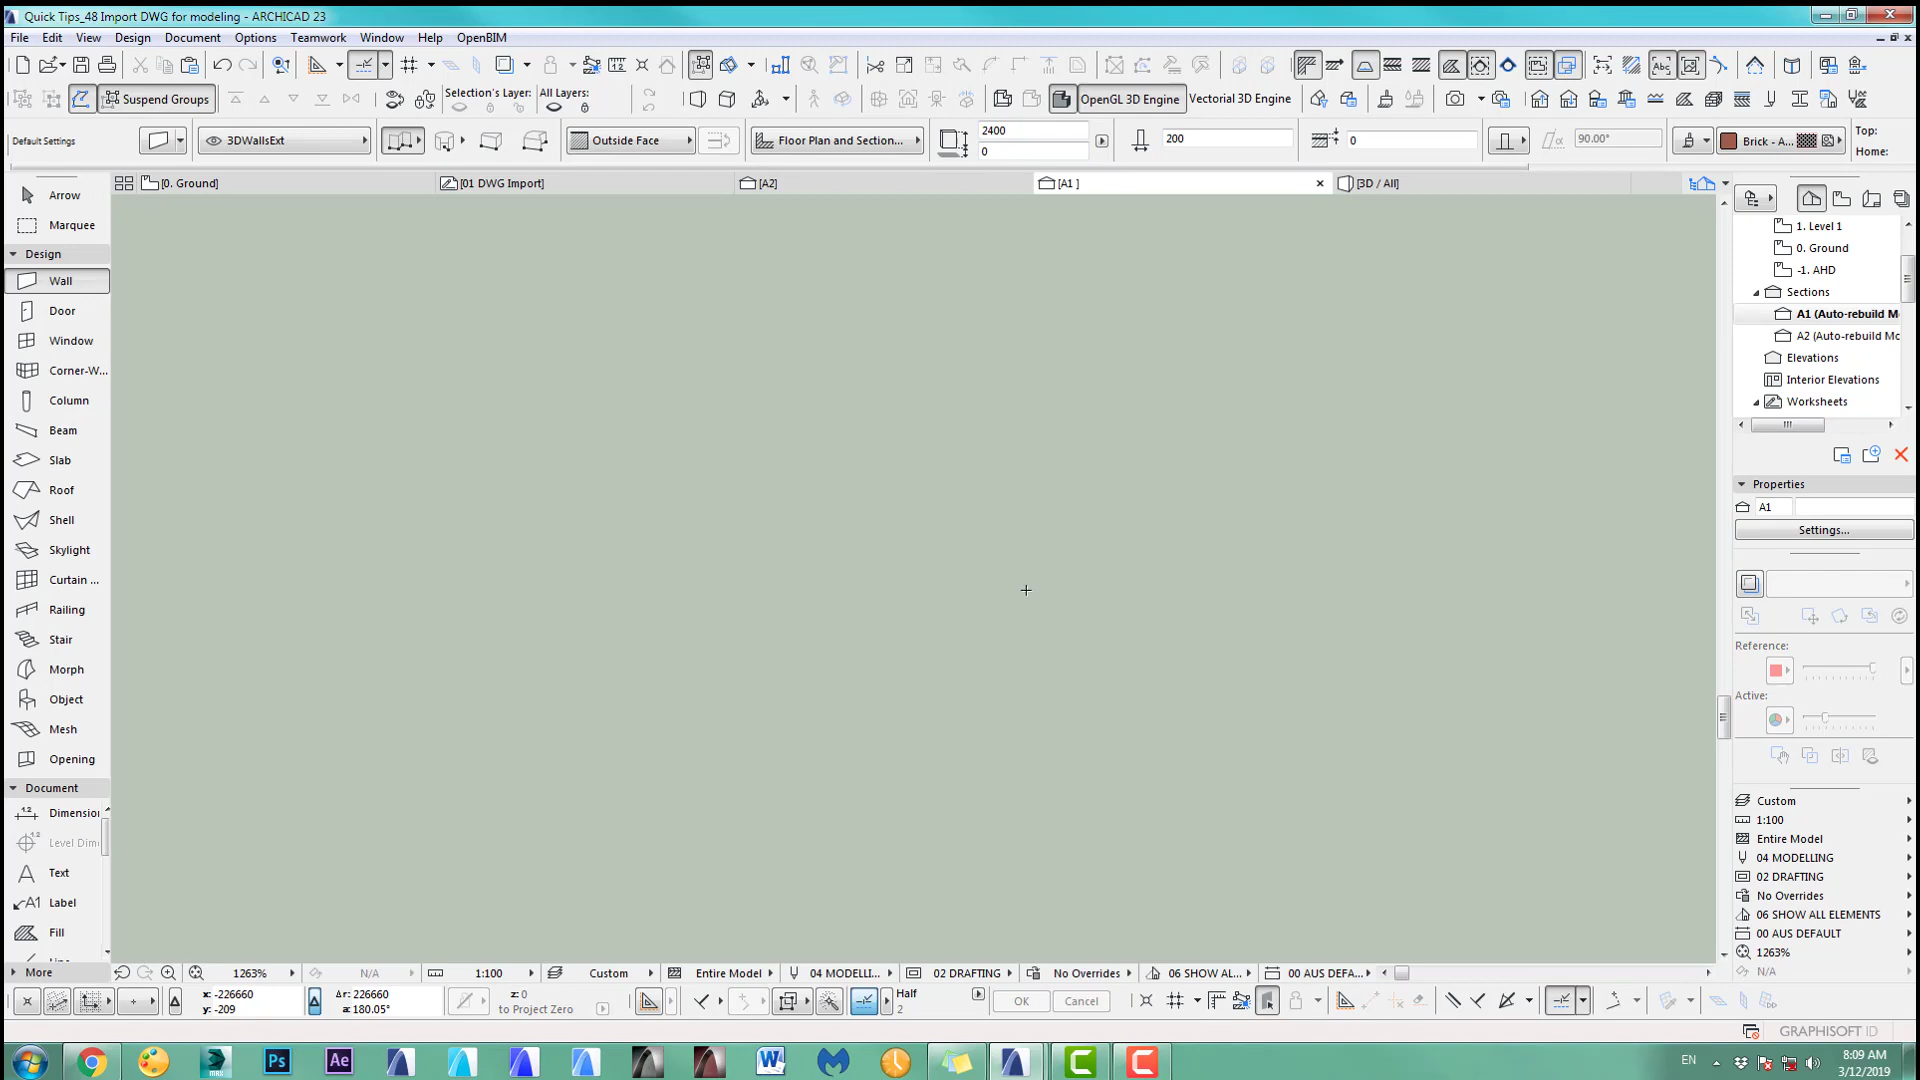 Quick Tips_48 Import DWG for modeling - ARCHICAD 23
File Edit View Design Document Options Teamwork Window Help OpenBIM
Suspend Groups Selection's Layer: All Layers: OpenGL 3D Engine Vectorial 3D Engine
Default Settings 3DWallsExt Outside Face Floor Plan and Section... 2400 0 200 0 90.00° Brick - A... Top: Home:
[0. Ground] [01 DWG Import] [A2] [A1 ] [3D / All]
Arrow
Marquee
Design
Wall
Door
Window
Corner-W...
Column
Beam
Slab
Roof
Shell
Skylight
Curtain ...
Railing
Stair
Morph
Object
Mesh
Opening
Document
Dimensio
Level Dim
Text
A1 Label
Fill
More
1. Level 1
0. Ground
-1. AHD
Sections
A1 (Auto-rebuild M
A2 (Auto-rebuild Mc
Elevations
Interior Elevations
Worksheets
Properties
A1
Settings...
Reference:
Active:
Custom
1:100
Entire Model
04 MODELLING
02 DRAFTING
No Overrides
06 SHOW ALL ELEMENTS
00 AUS DEFAULT
1263%
N/A
1263% N/A 1:100 Custom Entire Model 04 MODELLI... 02 DRAFTING No Overrides 06 SHOW AL... 00 AUS DEFA...
x: -226660 Δr: 226660 z: 0 Half
y: -209 a: 180.05° to Project Zero 2 OK Cancel
GRAPHISOFT ID
EN 8:09 AM
3/12/2019